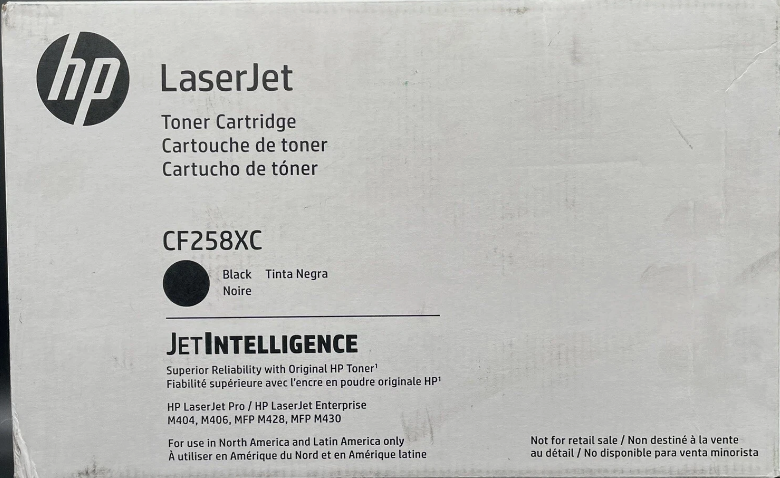 hp
LaserJet
Toner Cartridge
Cartouche de toner
Cartucho de tóner
CF258XC
Black Tinta Negra
Noire
JETINTELLIGENCE
Superior Reliability with Original HP Toner¹
Fiabilité supérieure avec l'encre en poudre originale HP¹
HP LaserJet Pro / HP LaserJet Enterprise
M404, M406, MFP M428, MFP M430
For use in North America and Latin America only
À utiliser en Amérique du Nord et en Amérique latine
Not for retail sale / Non destiné à la vente
au détail / No disponible para venta minorista